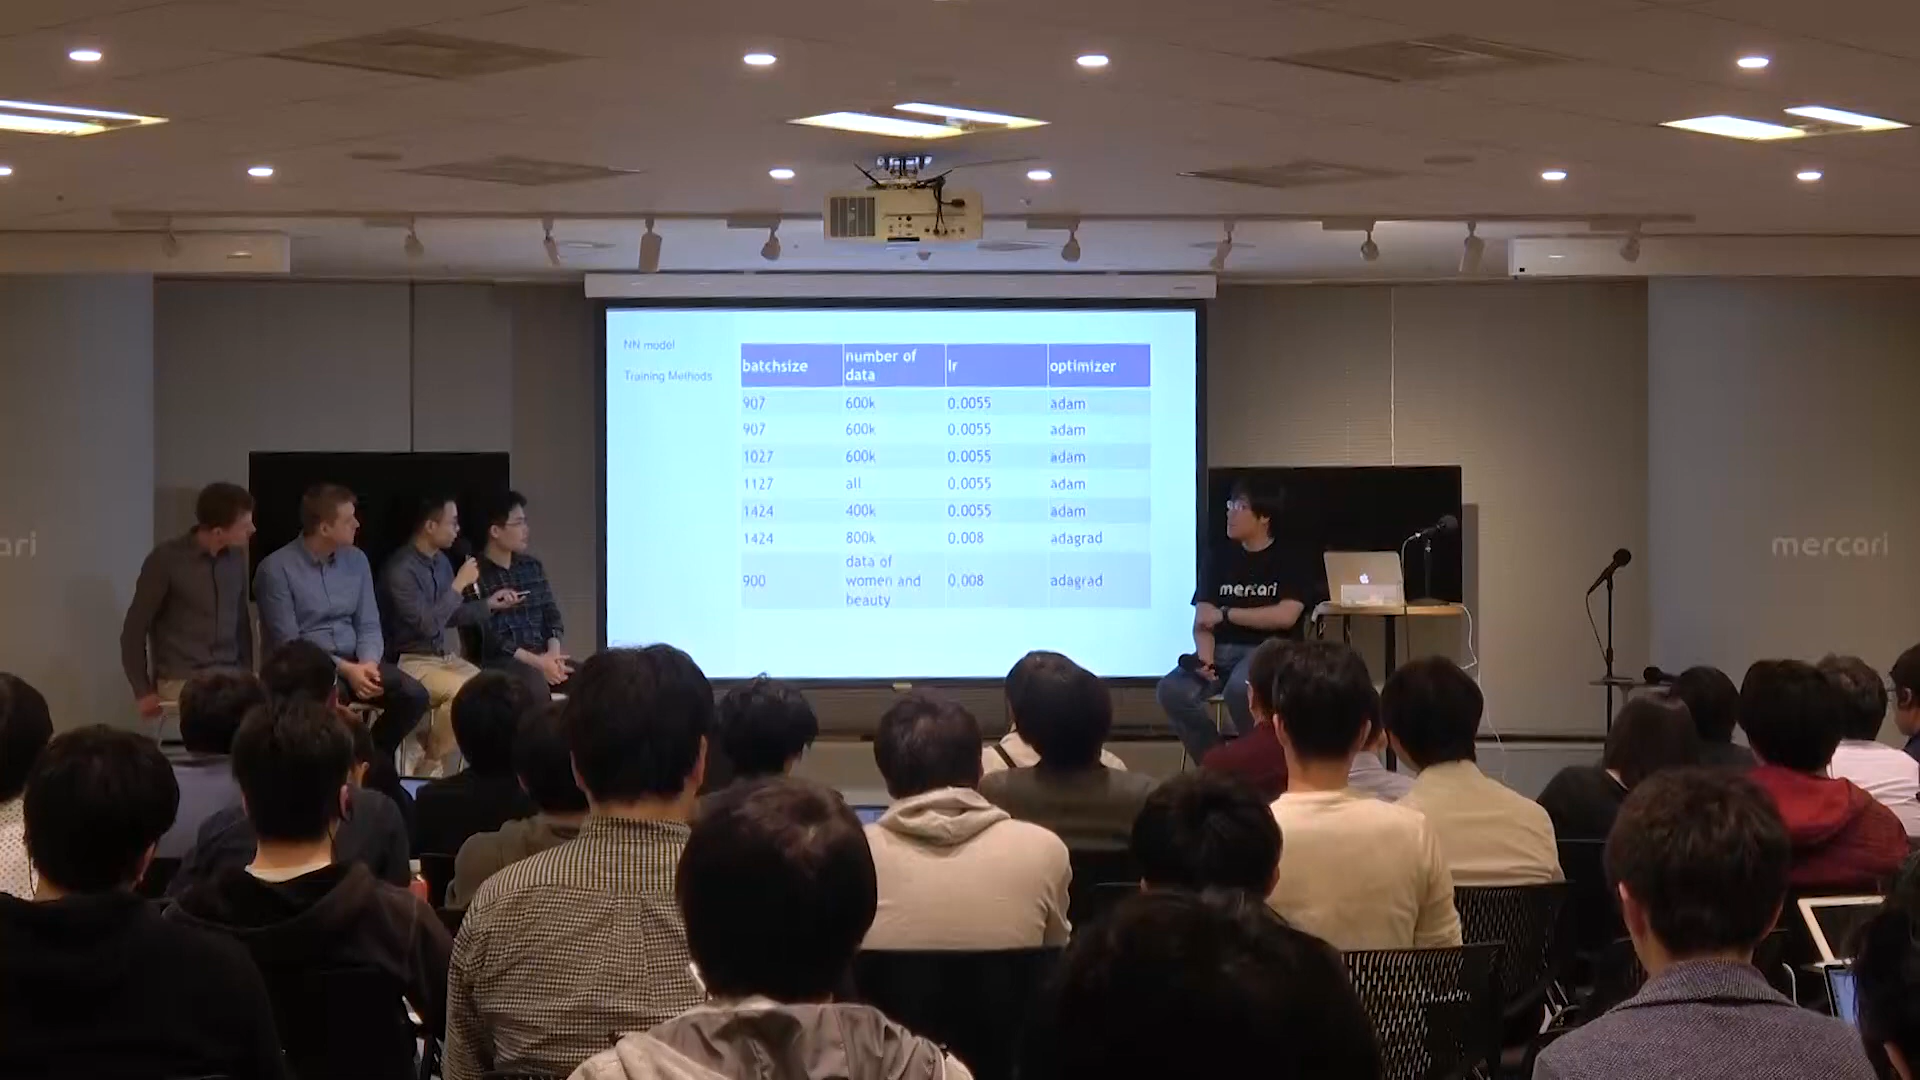 NN model
Training Methods
batchsize number of data lr optimizer
907 600k 0.0055 adam
907 600k 0.0055 adam
1027 600k 0.0055 adam
1127 all 0.0055 adam
1424 400k 0.0055 adam
1424 800k 0.008 adagrad
900 data of women and beauty 0.008 adagrad
ari
mercari
mercari